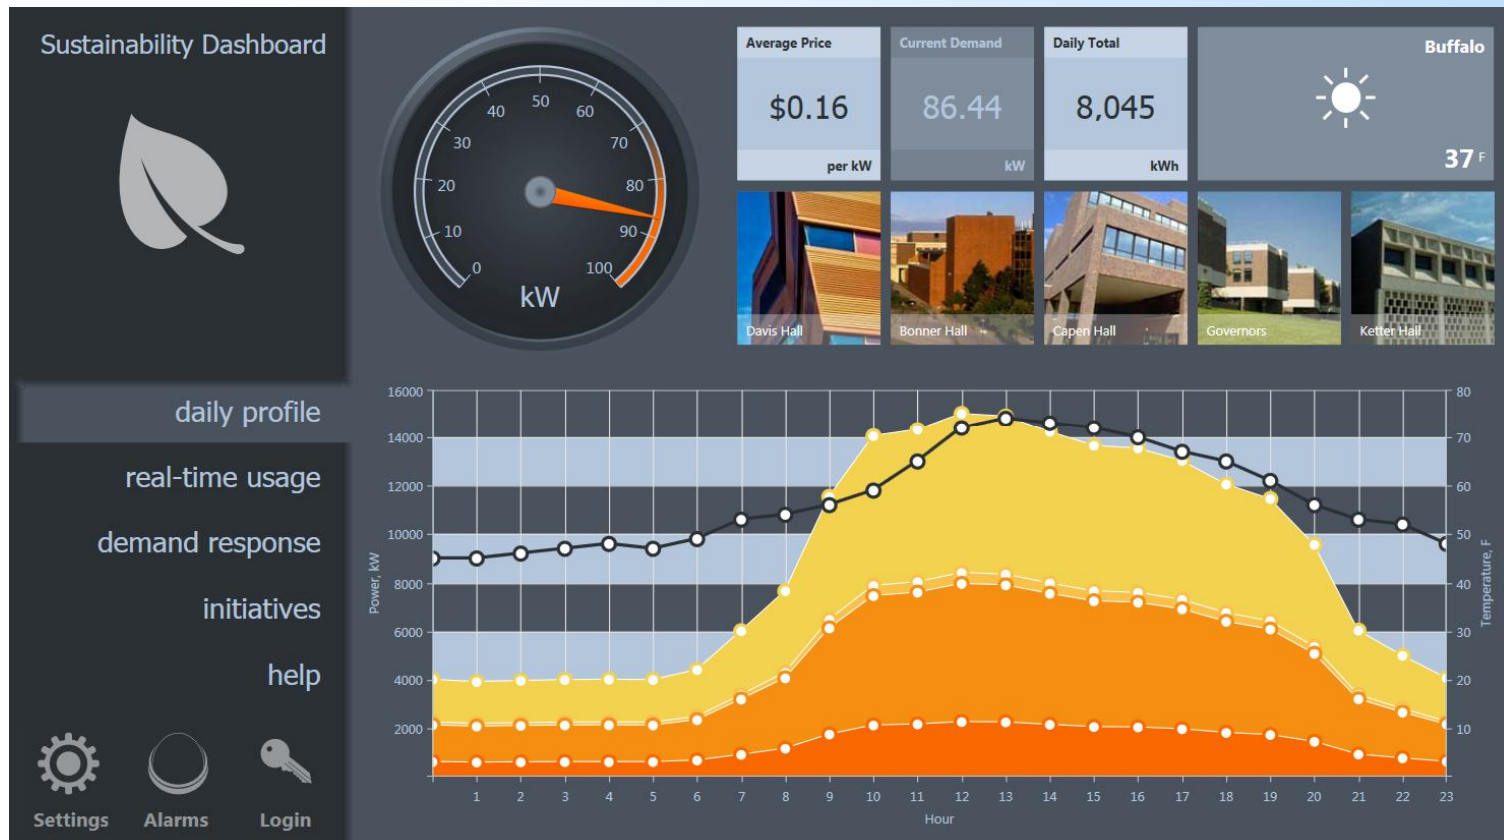 Sustainability Dashboard
daily profile
real-time usage
demand response
initiatives
help
Settings
Alarms
Login
0
10
20
30
40
50
60
70
80
90
100
kW
Average Price
$0.16
per kW
Current Demand
86.44
kW
Daily Total
8,045
kWh
Buffalo
37 F
Davis Hall
Bonner Hall
Capen Hall
Governors
Ketter Hall
16000
14000
12000
10000
8000
6000
4000
2000
Power, kW
80
70
60
50
40
30
20
10
Temperature, F
1 2 3 4 5 6 7 8 9 10 11 12 13 14 15 16 17 18 19 20 21 22 23
Hour